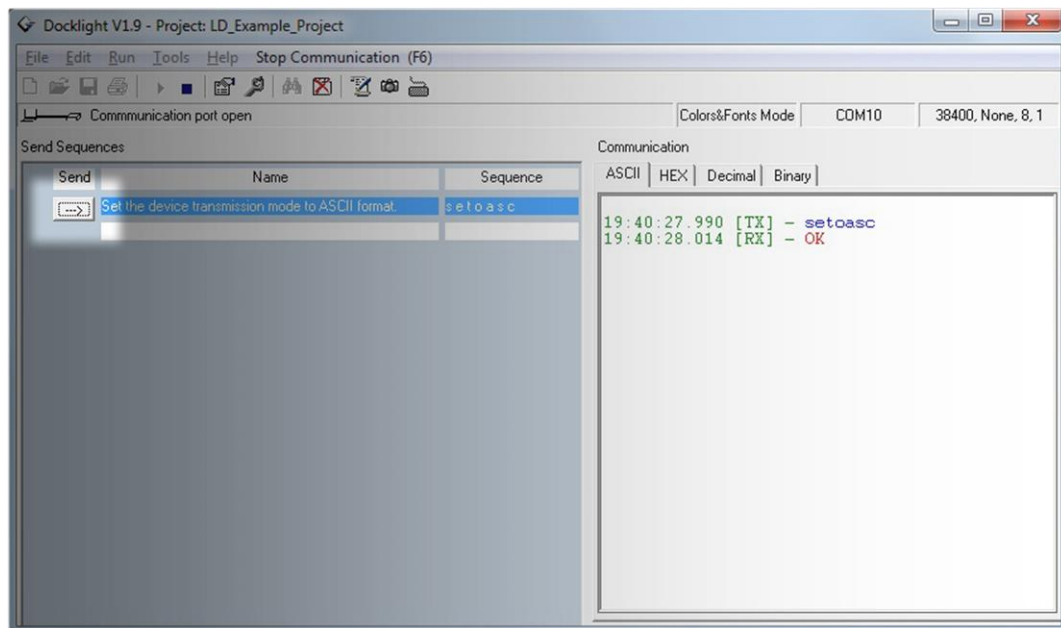 Docklight V1.9 - Project: LD_Example_Project
File Edit Run Tools Help Stop Communication (F6)
Commmunication port open Colors&Fonts Mode COM10 38400, None, 8, 1
Send Sequences
Send Name Sequence
---> Set the device transmission mode to ASCII format. s e t o a s c
Communication
ASCII HEX Decimal Binary
19:40:27.990 [TX] - setoasc
19:40:28.014 [RX] - OK